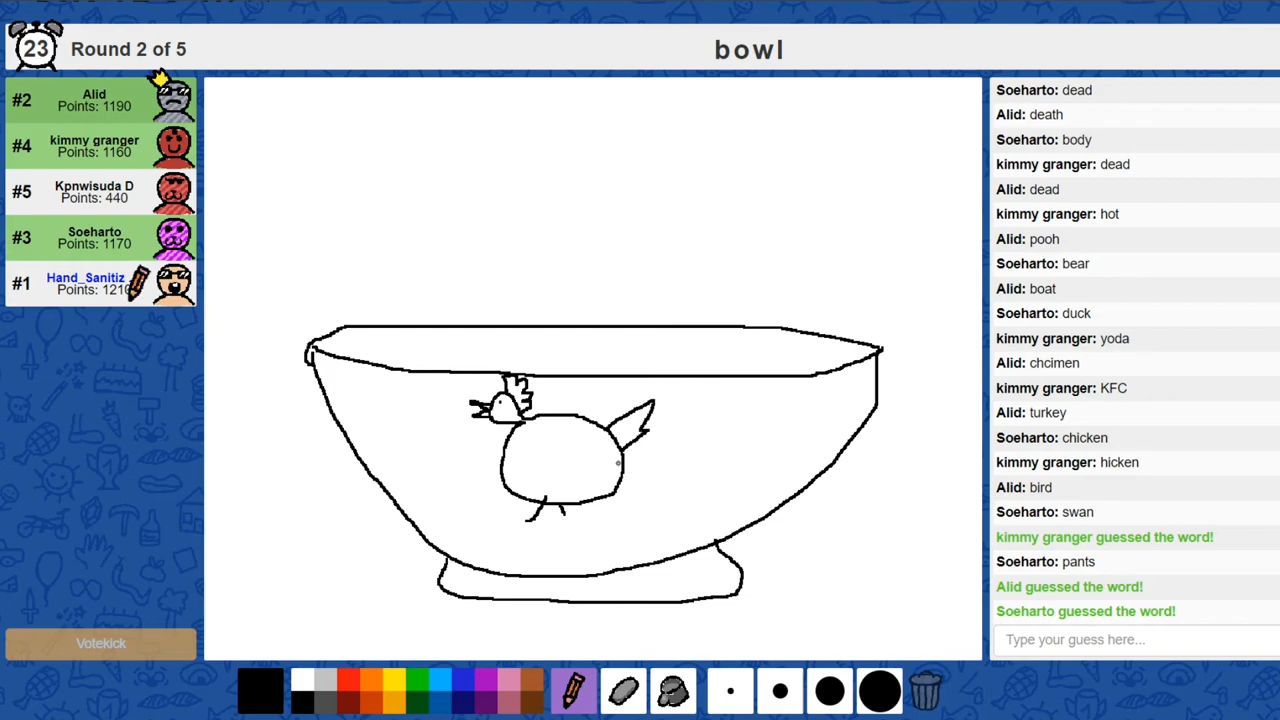 23
Round 2 of 5
bowl
#2
Alid
Points: 1190
#4
kimmy granger
Points: 1160
#5
Kpnwisuda D
Points: 440
#3
Soeharto
Points: 1170
#1
Hand_Sanitiz
Points: 1210
Votekick
Soeharto: dead
Alid: death
Soeharto: body
kimmy granger: dead
Alid: dead
kimmy granger: hot
Alid: pooh
Soeharto: bear
Alid: boat
Soeharto: duck
kimmy granger: yoda
Alid: chcimen
kimmy granger: KFC
Alid: turkey
Soeharto: chicken
kimmy granger: hicken
Alid: bird
Soeharto: swan
kimmy granger guessed the word!
Soeharto: pants
Alid guessed the word!
Soeharto guessed the word!
Type your guess here...